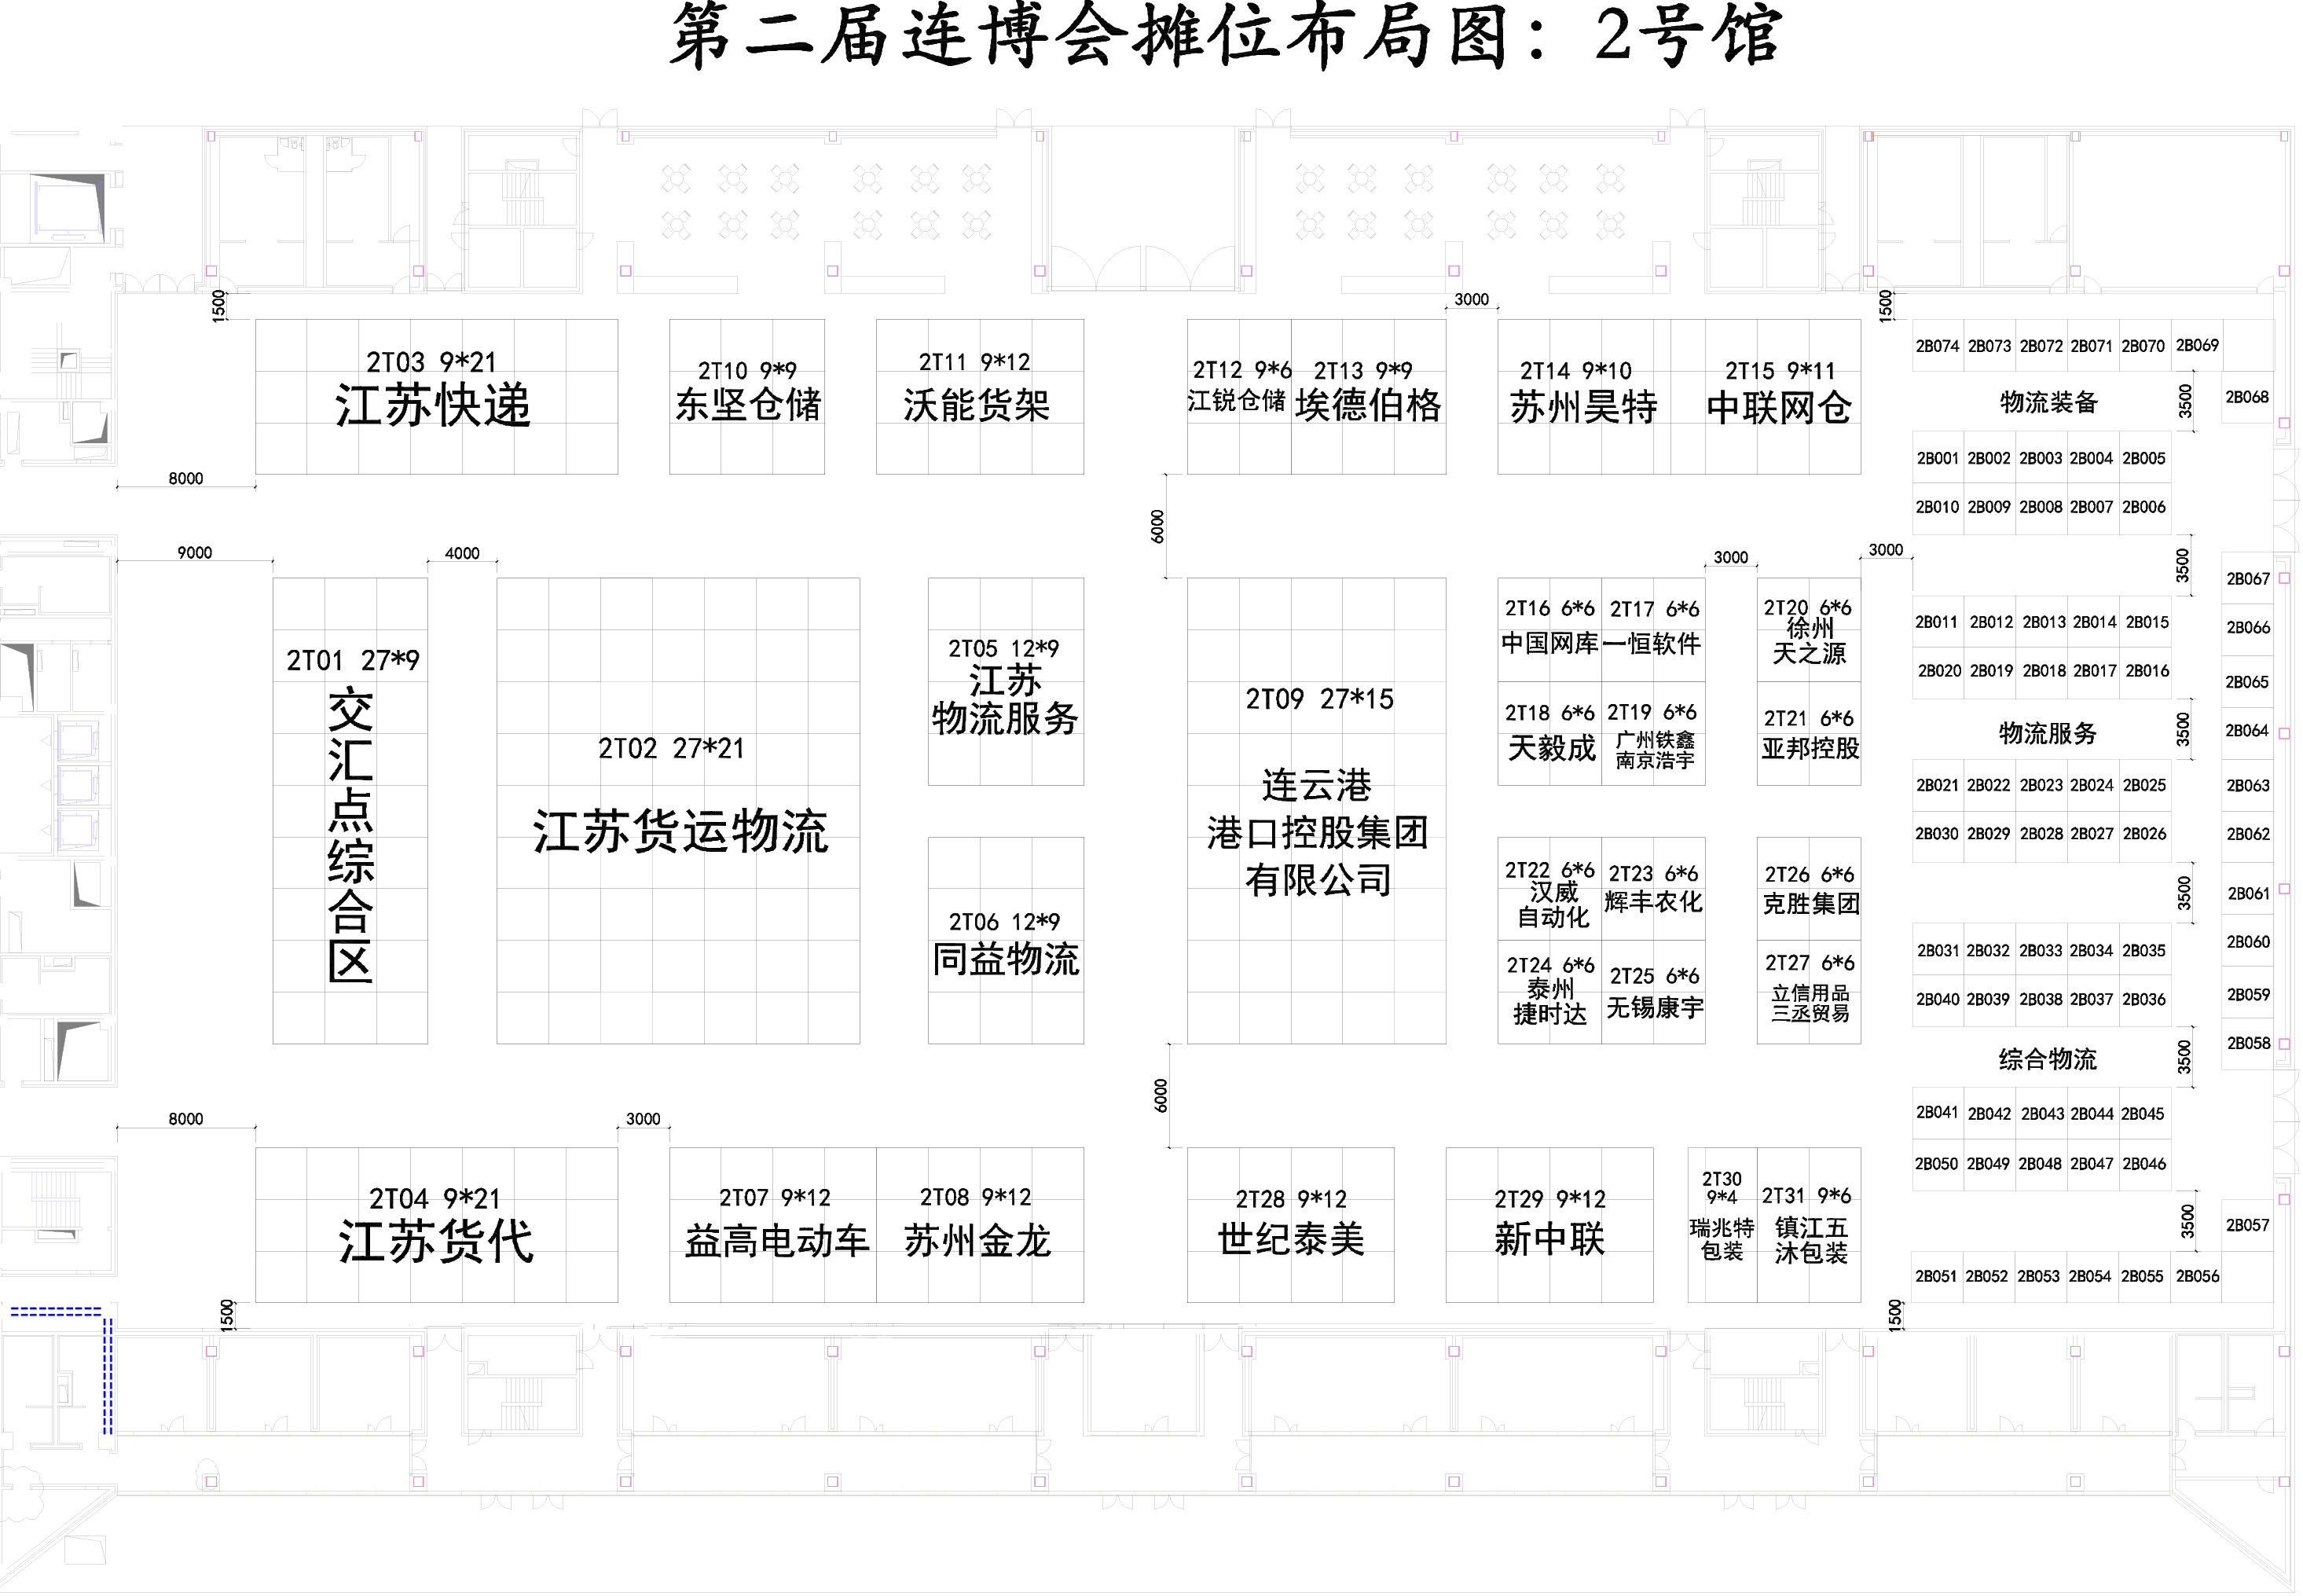 第二届连博会摊位布局图：2号馆
1500
3000
1500
2T03 9*21
江苏快递
2T10 9*9
东坚仓储
2T11 9*12
沃能货架
2T12 9*6
江锐仓储
2T13 9*9
埃德伯格
2T14 9*10
苏州昊特
2T15 9*11
中联网仓
2B074 2B073 2B072 2B071 2B070 2B069
物流装备
3500
2B068
2B001 2B002 2B003 2B004 2B005
2B010 2B009 2B008 2B007 2B006
8000
6000
9000
4000
3000
3000
3500
2T01 27*9
交汇点综合区
2T02 27*21
江苏货运物流
2T05 12*9
江苏
物流服务
2T06 12*9
同益物流
2T09 27*15
连云港
港口控股集团
有限公司
2T16 6*6
中国网库
2T17 6*6
一恒软件
2T18 6*6
天毅成
2T19 6*6
广州铁鑫
南京浩宇
2T20 6*6
徐州
天之源
2T21 6*6
亚邦控股
2T22 6*6
汉威
自动化
2T23 6*6
辉丰农化
2T24 6*6
泰州
捷时达
2T25 6*6
无锡康宇
2T26 6*6
克胜集团
2T27 6*6
立信用品
三丞贸易
2B011 2B012 2B013 2B014 2B015
2B020 2B019 2B018 2B017 2B016
物流服务
3500
2B021 2B022 2B023 2B024 2B025
2B030 2B029 2B028 2B027 2B026
3500
2B031 2B032 2B033 2B034 2B035
2B040 2B039 2B038 2B037 2B036
综合物流
3500
2B041 2B042 2B043 2B044 2B045
2B050 2B049 2B048 2B047 2B046
3500
2B051 2B052 2B053 2B054 2B055 2B056
2B067
2B066
2B065
2B064
2B063
2B062
2B061
2B060
2B059
2B058
2B057
8000
3000
6000
2T04 9*21
江苏货代
2T07 9*12
益高电动车
2T08 9*12
苏州金龙
2T28 9*12
世纪泰美
2T29 9*12
新中联
2T30
9*4
瑞兆特
包装
2T31 9*6
镇江五
沐包装
1500
1500